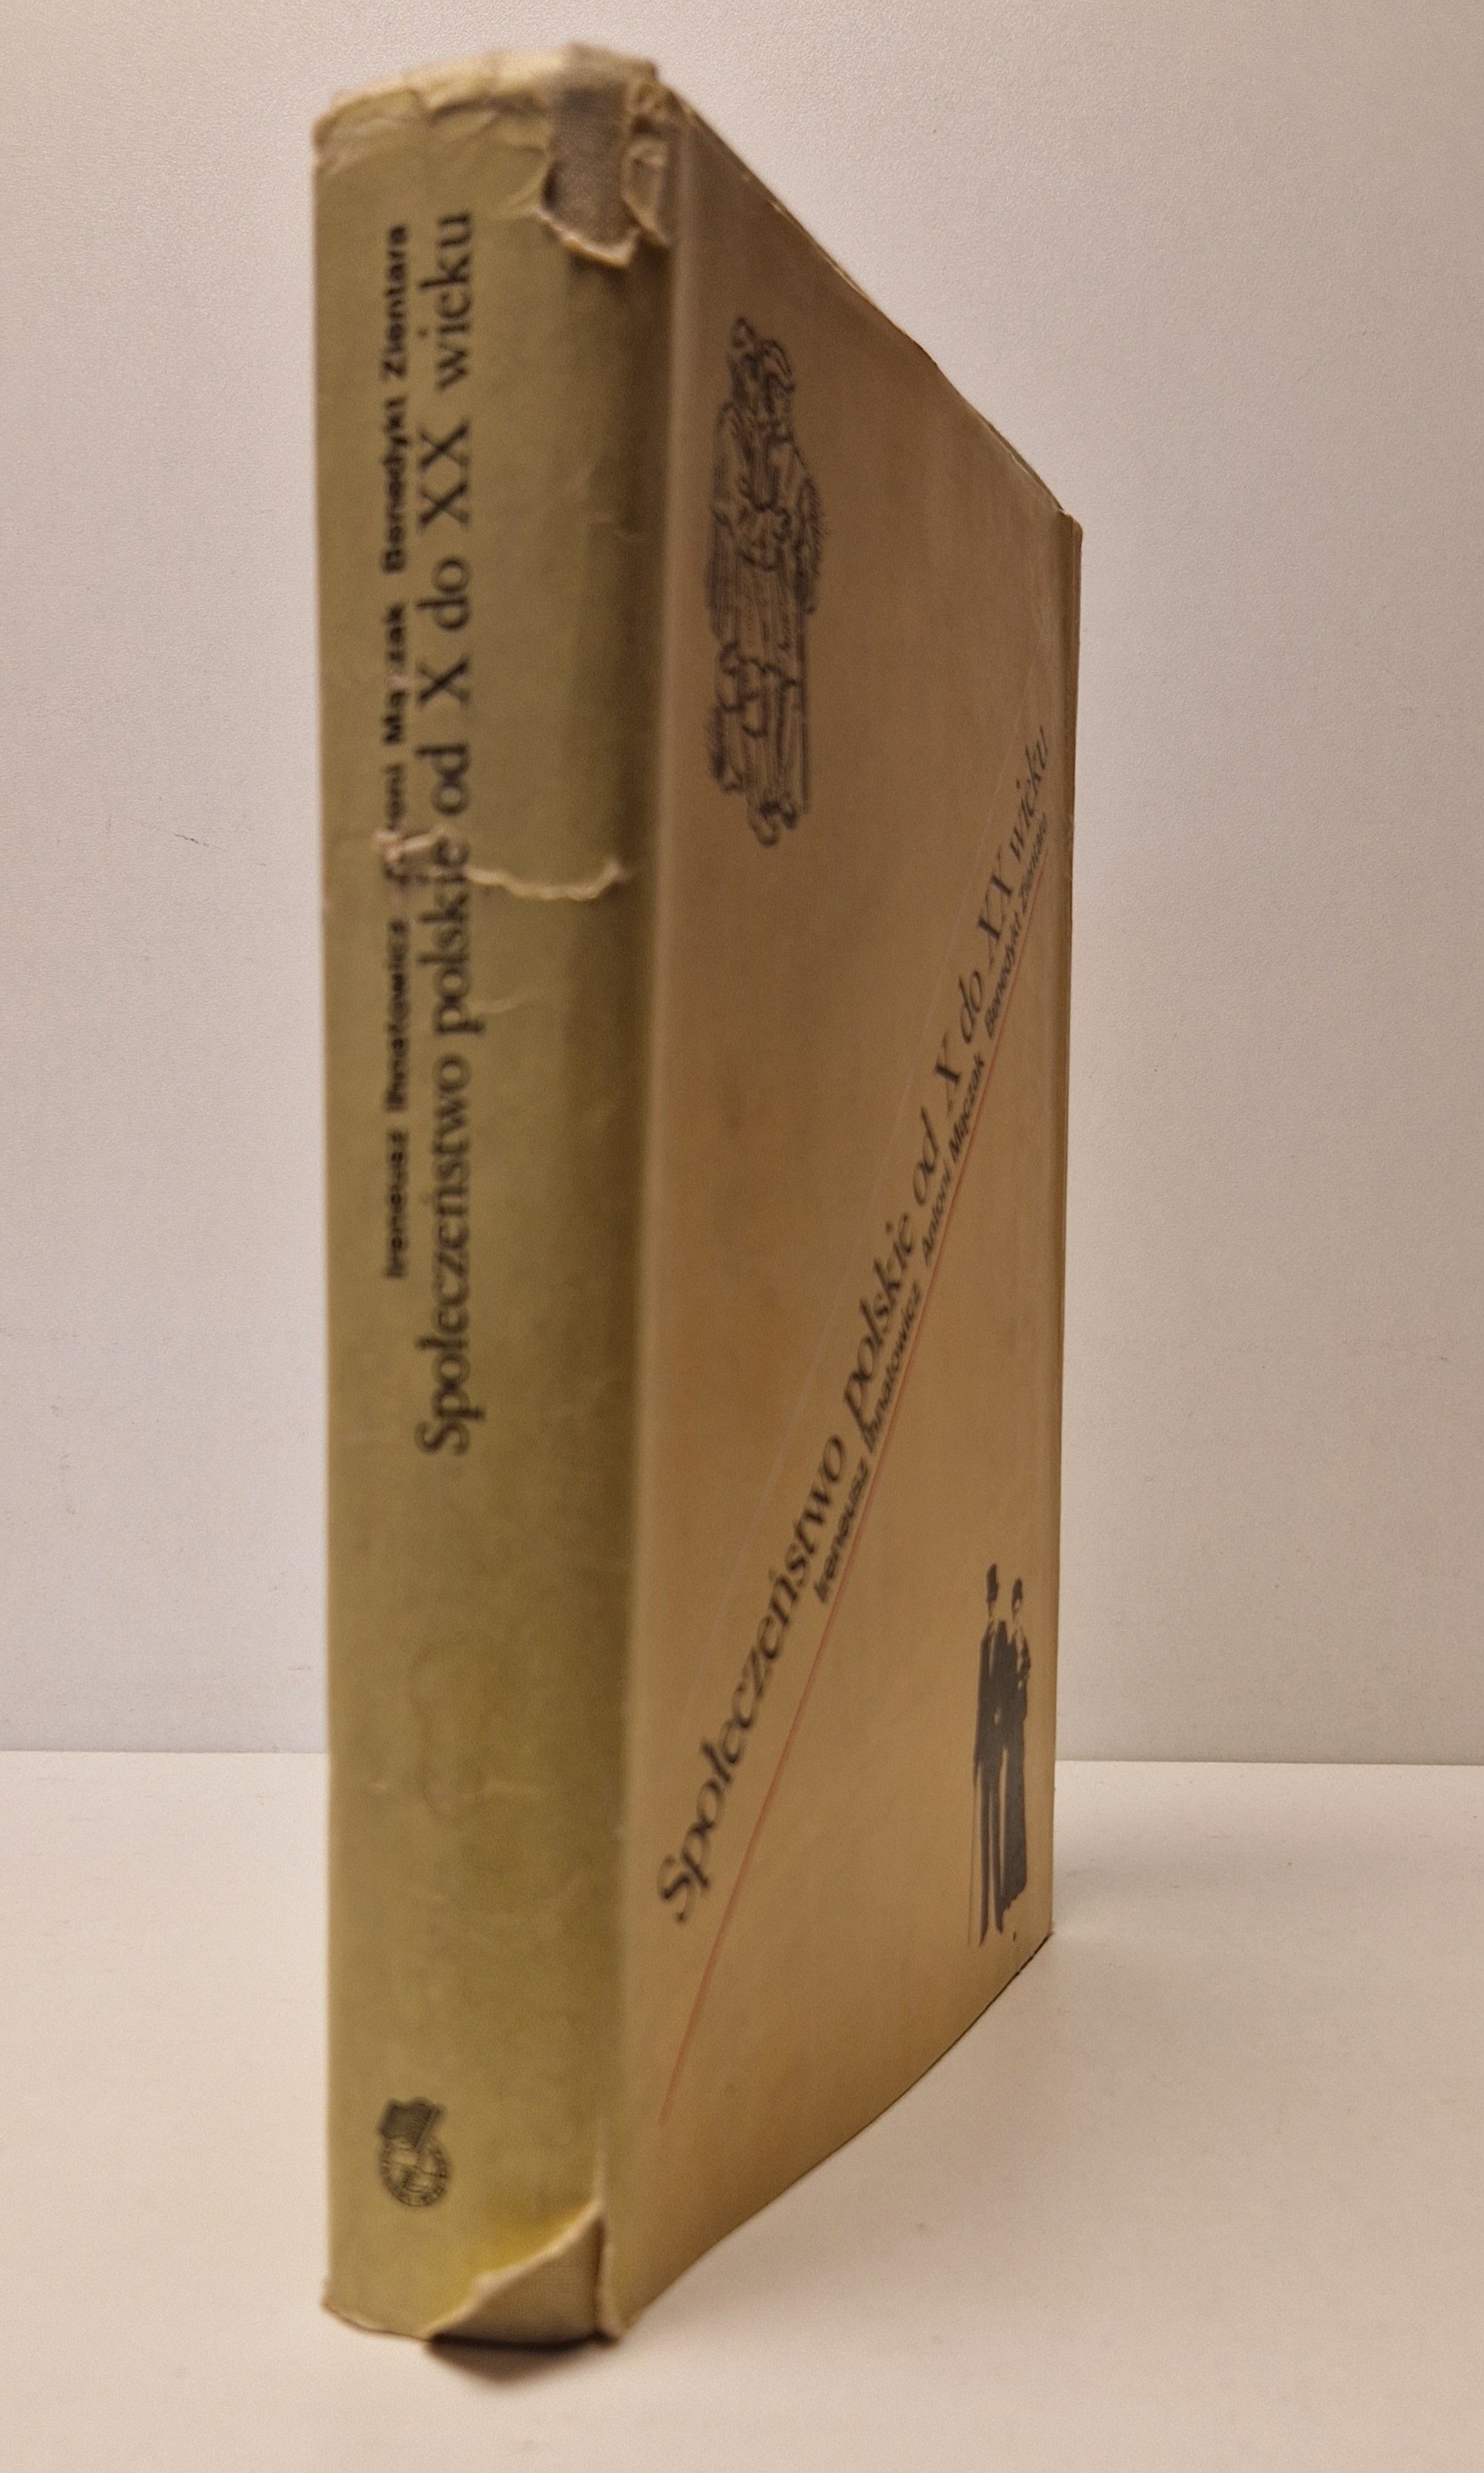 Ireneusz Ihnatowicz Antoni Mączak Benedykt Zientara
Społeczeństwo polskie od X do XX wieku
Społeczeństwo polskie od X do XX wieku
Ireneusz Ihnatowicz Antoni Mączak Benedykt Zientara